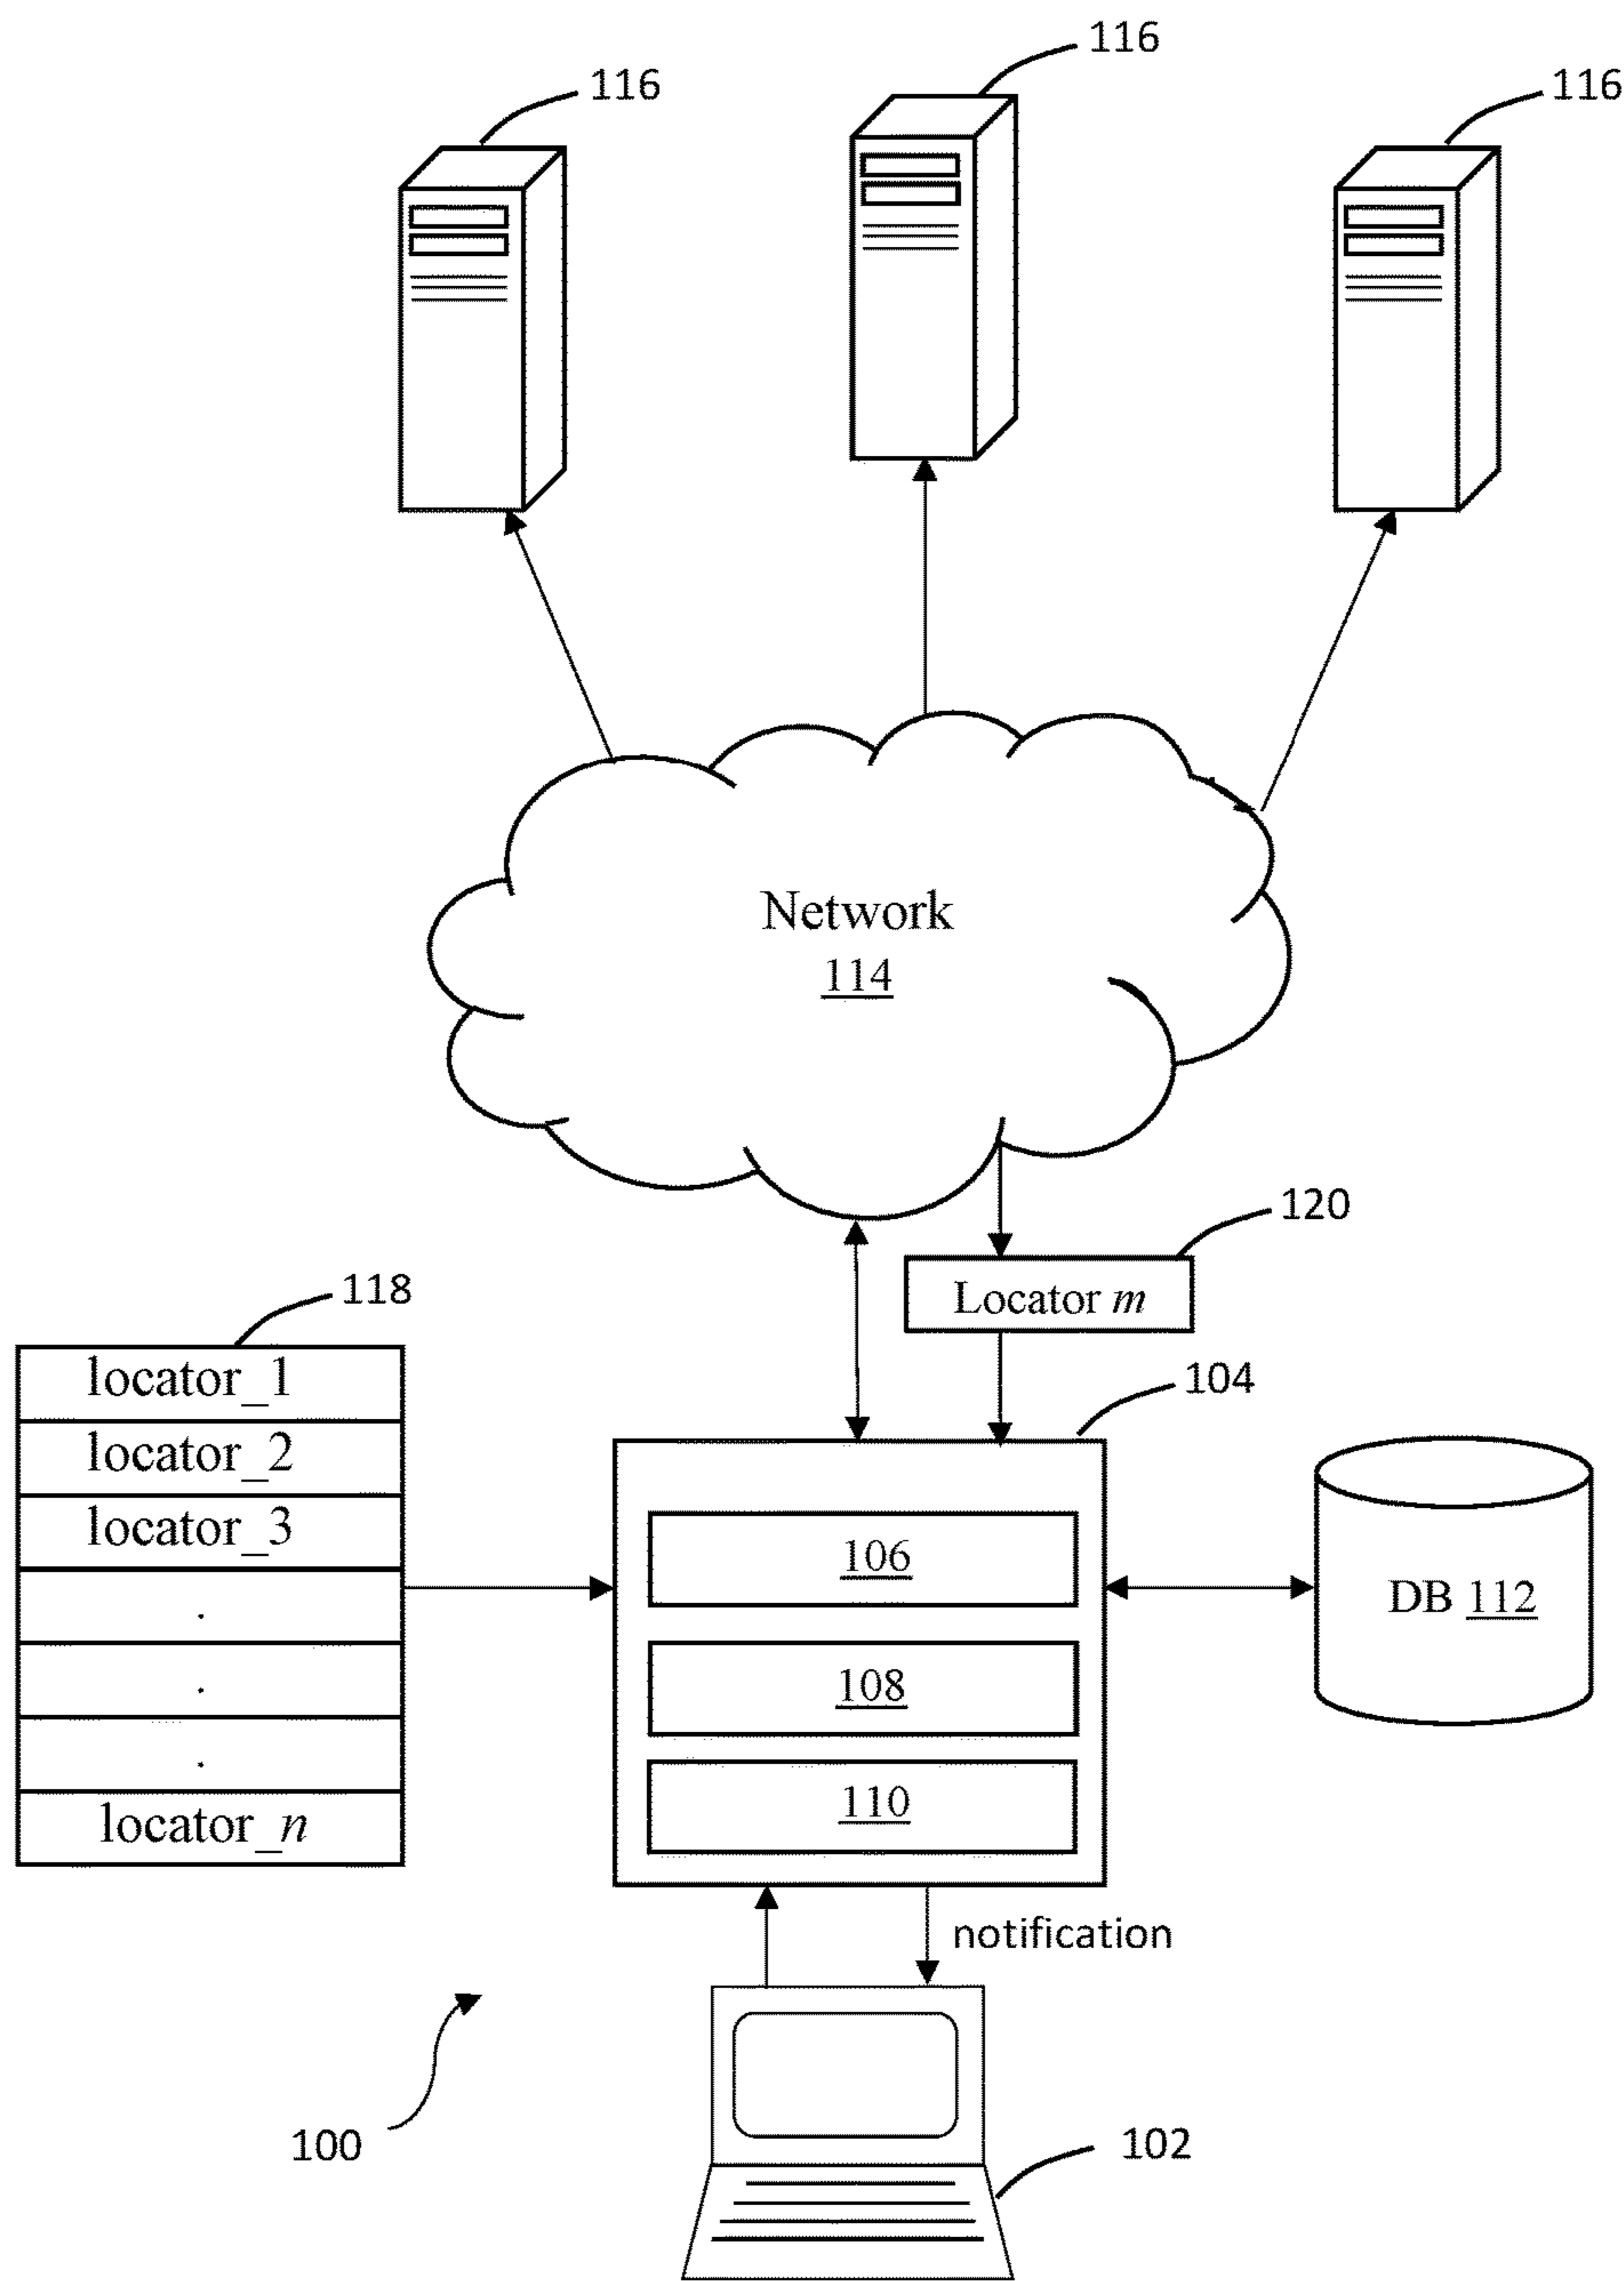 116
116
116
Network
114
120
Locator m
118
locator_1
locator_2
locator_3
.
.
.
locator_n
104
106
108
110
DB 112
notification
100
102